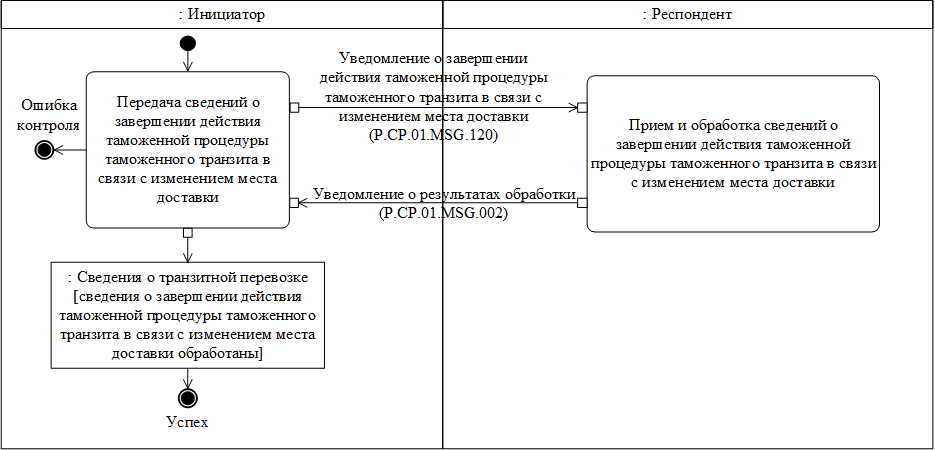 : Инициатор
: Респондент
Ошибка
контроля
Передача сведений о
завершении действия
таможенной процедуры
таможенного транзита в
связи с изменением места
доставки
Уведомление о завершении
действия таможенной процедуры
таможенного транзита в связи с
изменением места доставки
(P.CP.01.MSG.120)
Прием и обработка сведений о
завершении действия таможенной
процедуры таможенного транзита в связи
с изменением места доставки
Уведомление о результатах обработки
(P.CP.01.MSG.002)
: Сведения о транзитной перевозке
[сведения о завершении действия
таможенной процедуры таможенного
транзита в связи с изменением места
доставки обработаны]
Успех